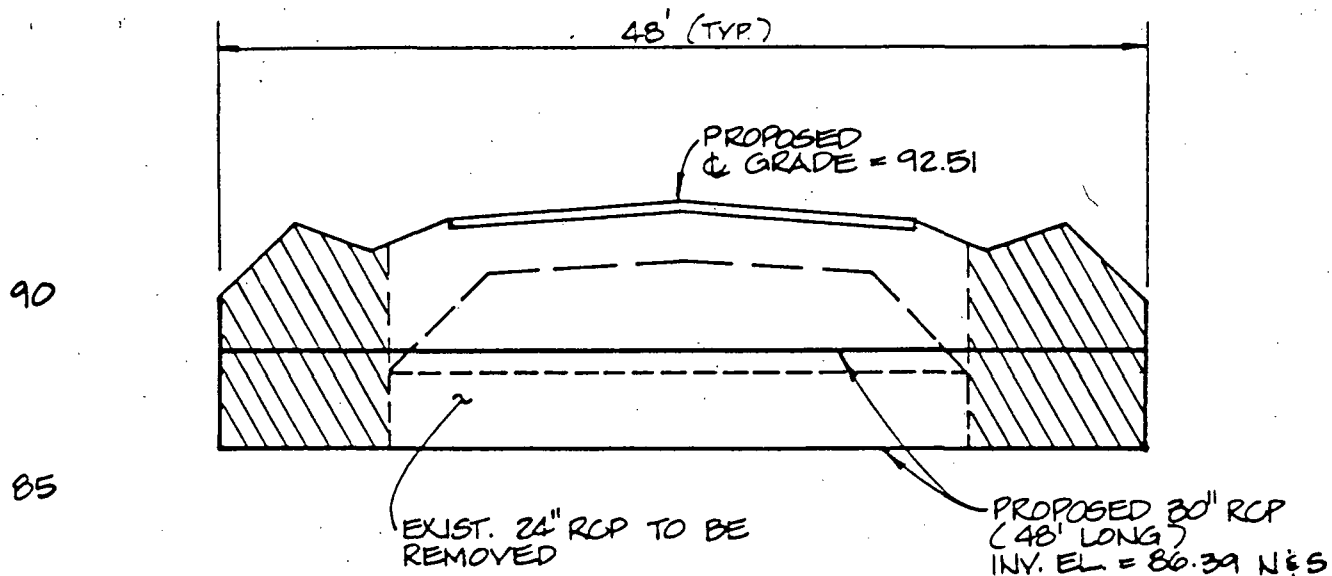 48' (TYP.)
PROPOSED
℄ GRADE = 92.51
90
85
EXIST. 24" RCP TO BE
REMOVED
PROPOSED 30" RCP
(48' LONG)
INV. EL. = 86.39 N & S